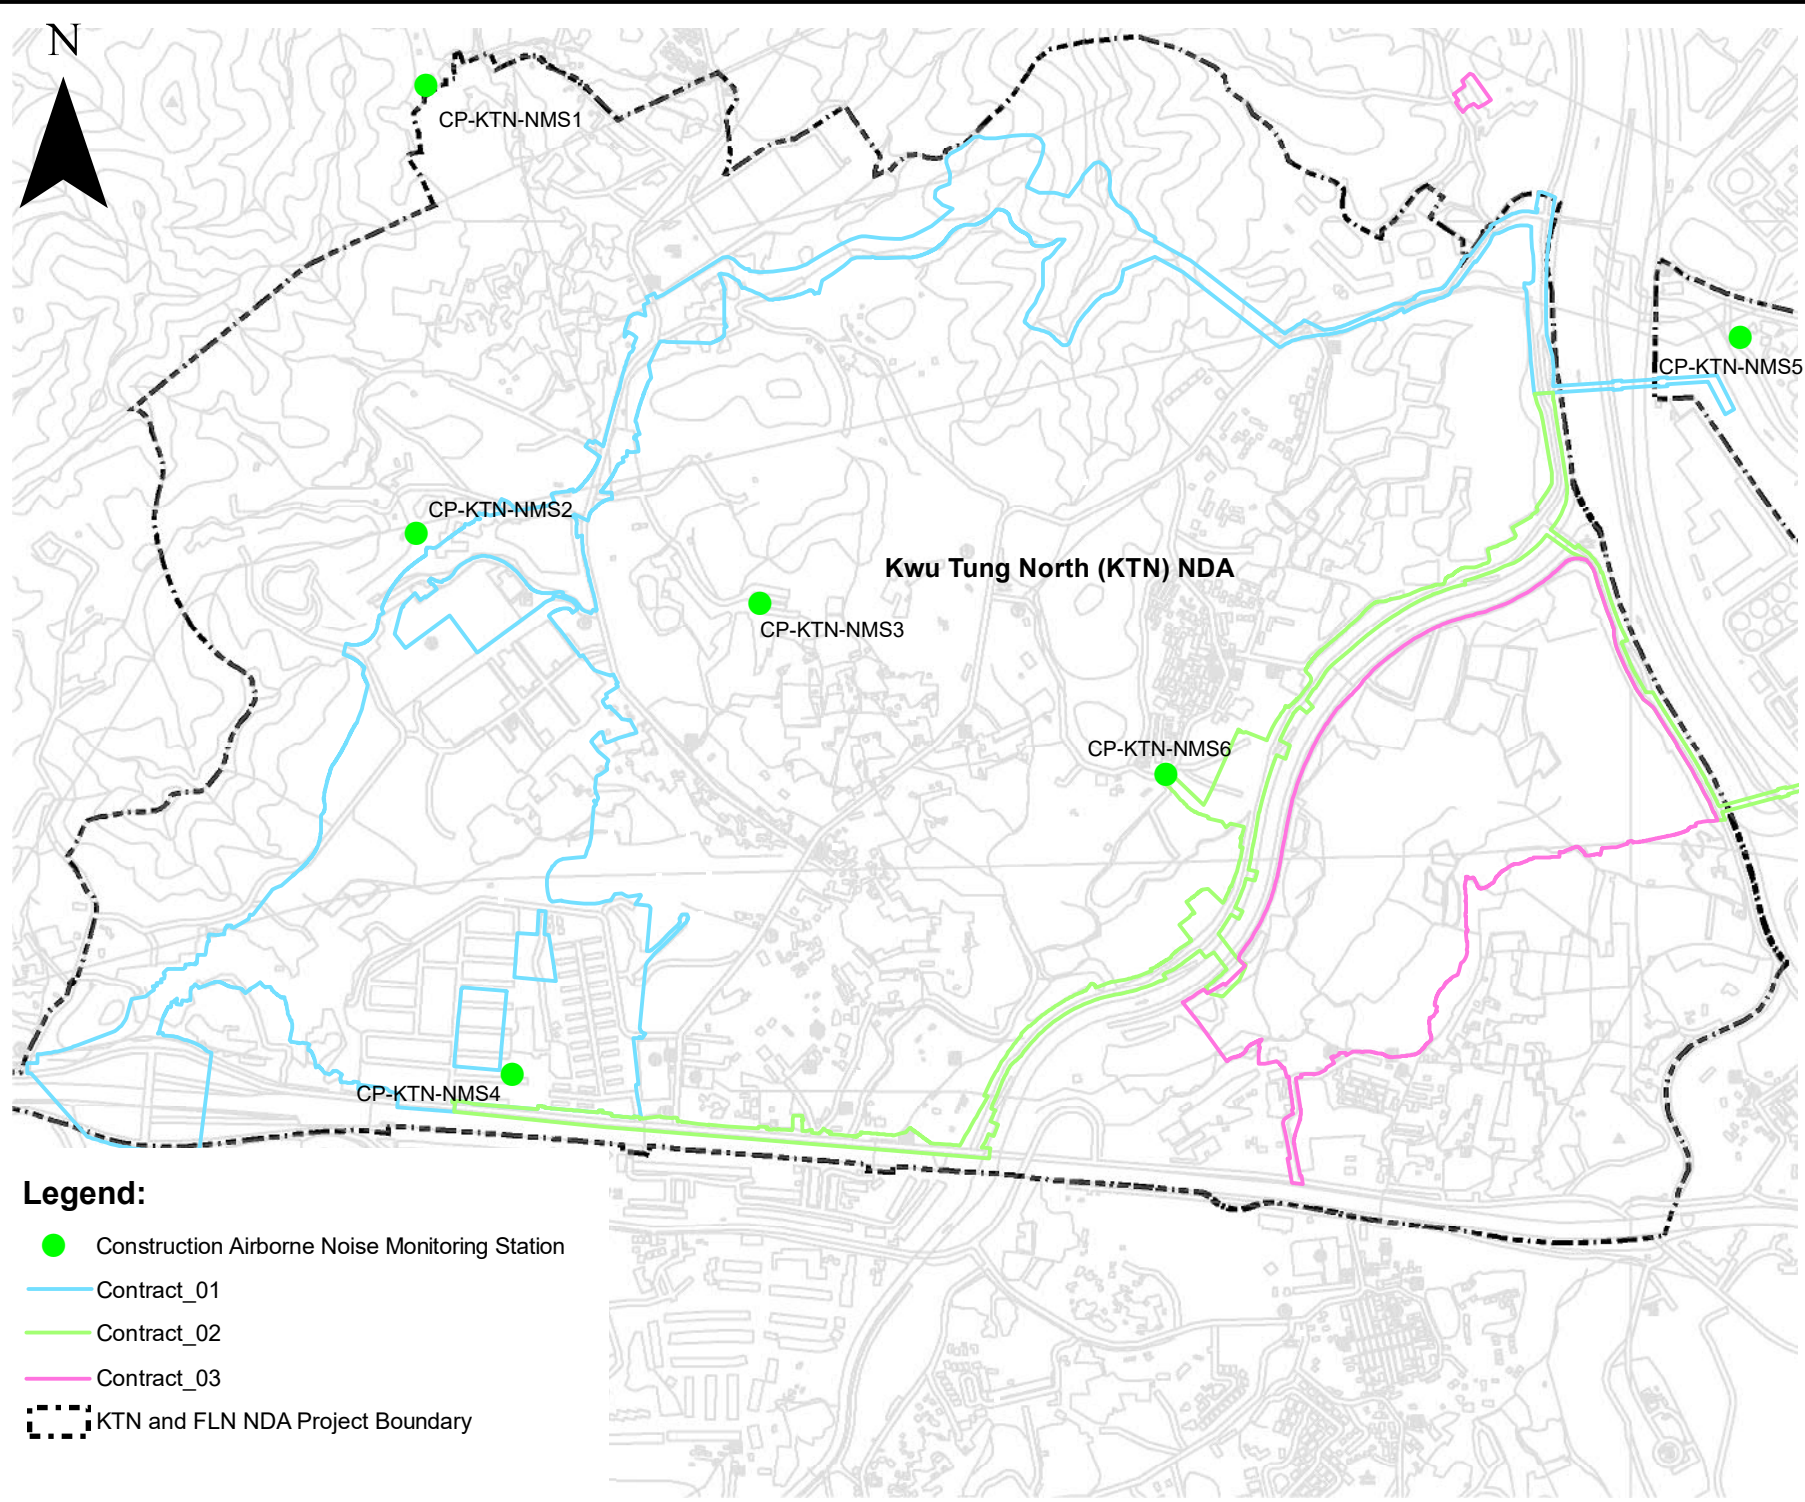 N
CP-KTN-NMS1
CP-KTN-NMS5
CP-KTN-NMS2
Kwu Tung North (KTN) NDA
CP-KTN-NMS3
CP-KTN-NMS6
CP-KTN-NMS4
Legend:
Construction Airborne Noise Monitoring Station
Contract_01
Contract_02
Contract_03
KTN and FLN NDA Project Boundary